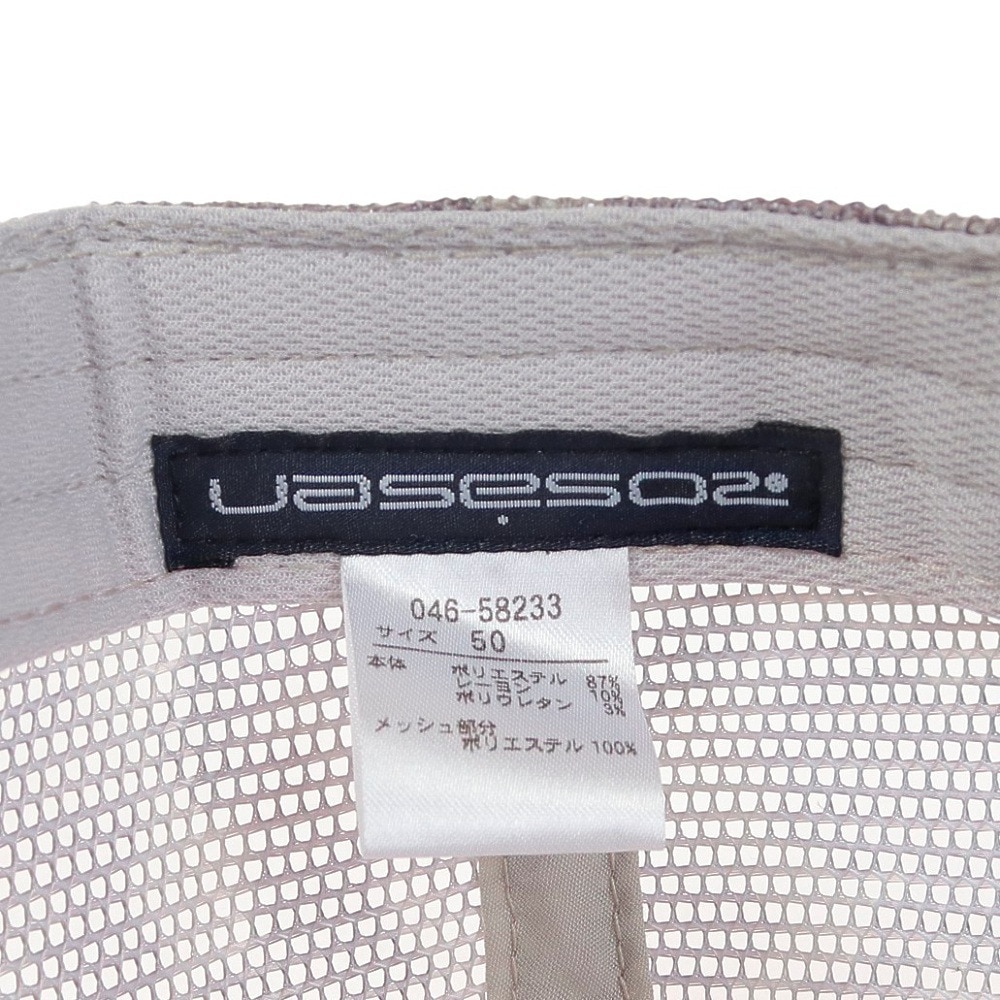 046-58233
サイズ 50
本体 ポリエステル 87%
レーヨン 10%
ポリウレタン 3%
メッシュ部分
ポリエステル 100%